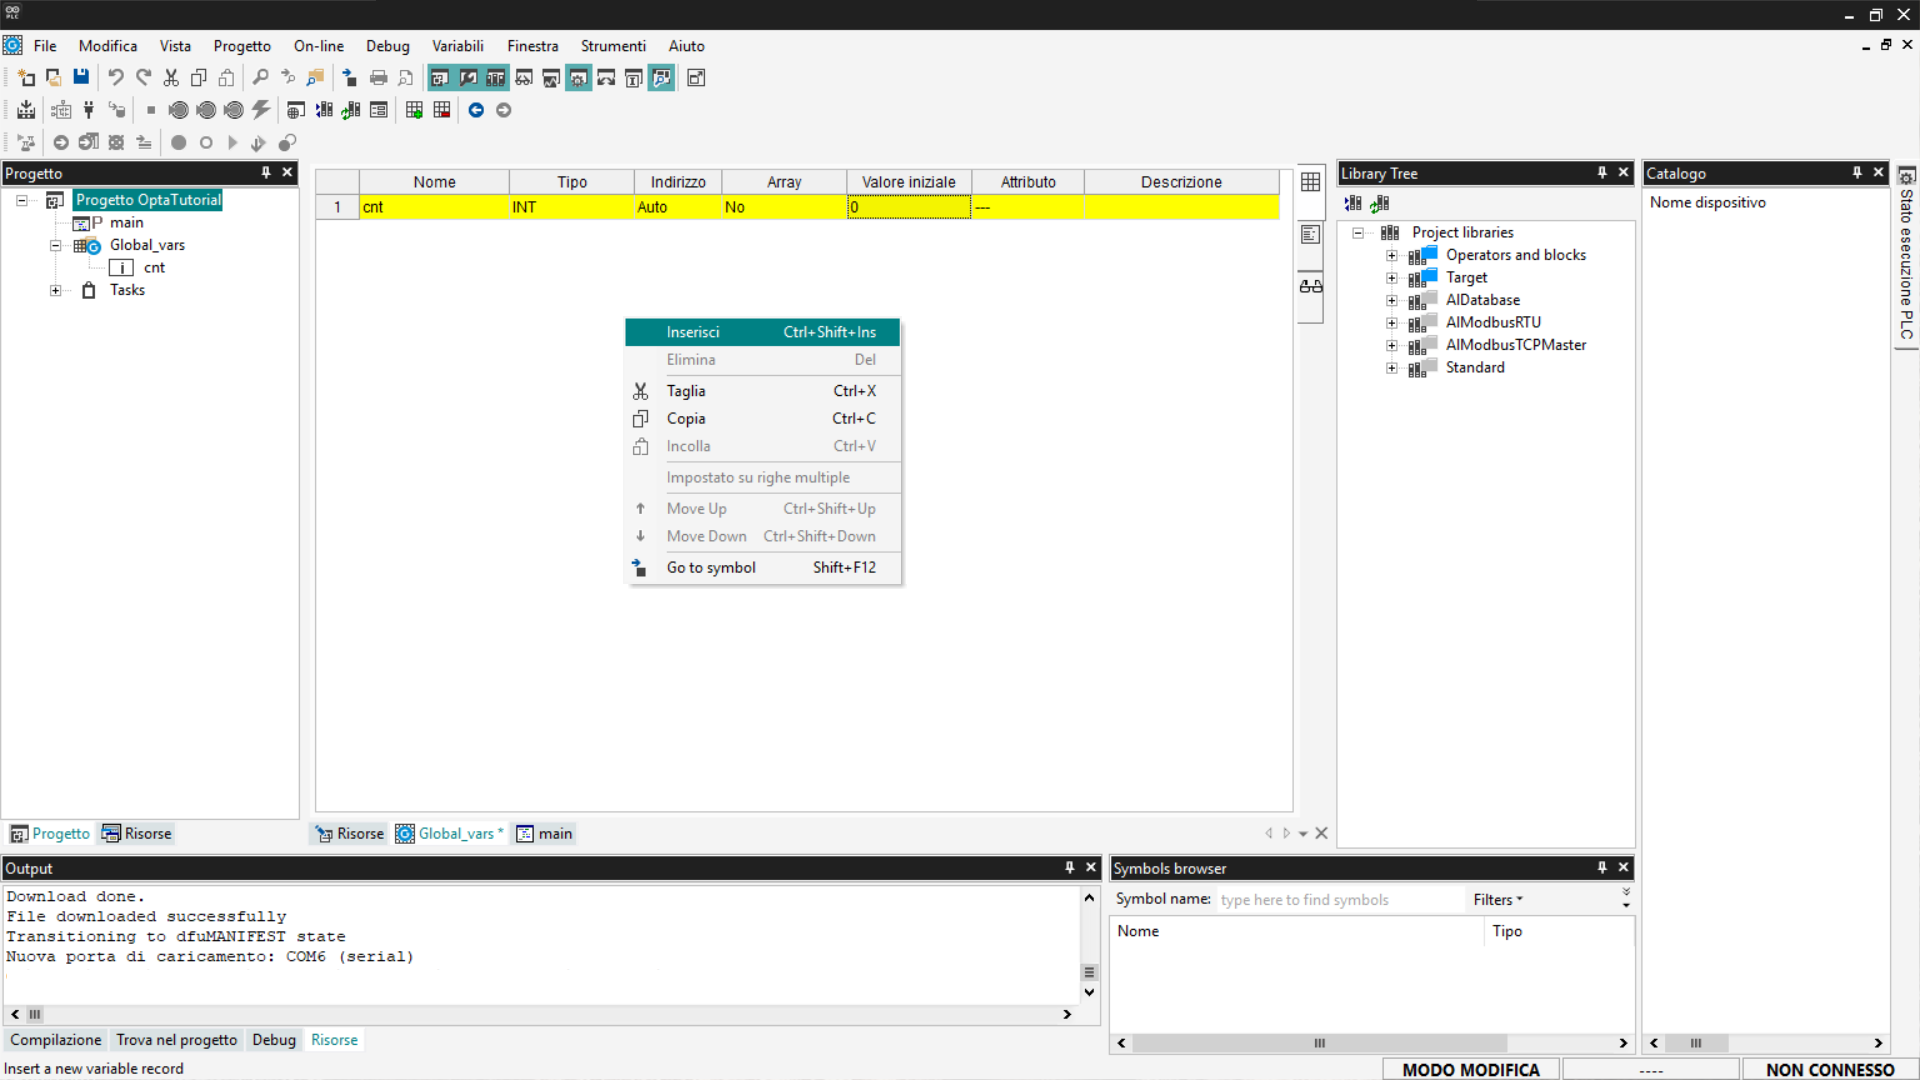 PLC
File Modifica Vista Progetto On-line Debug Variabili Finestra Strumenti Aiuto
Progetto
Progetto OptaTutorial
P main
Global_vars
cnt
Tasks
Progetto Risorse
Nome Tipo Indirizzo Array Valore iniziale Attributo Descrizione
1 cnt INT Auto No 0 ---
Inserisci Ctrl+Shift+Ins
Elimina Del
Taglia Ctrl+X
Copia Ctrl+C
Incolla Ctrl+V
Impostato su righe multiple
Move Up Ctrl+Shift+Up
Move Down Ctrl+Shift+Down
Go to symbol Shift+F12
Risorse Global_vars * main
Library Tree
Project libraries
Operators and blocks
Target
AlDatabase
AlModbusRTU
AlModbusTCPMaster
Standard
Catalogo
Nome dispositivo
Stato esecuzione PLC
Output
Download done.
File downloaded successfully
Transitioning to dfuMANIFEST state
Nuova porta di caricamento: COM6 (serial)
Compilazione Trova nel progetto Debug Risorse
Symbols browser
Symbol name: type here to find symbols Filters
Nome Tipo
Insert a new variable record
MODO MODIFICA ---- NON CONNESSO